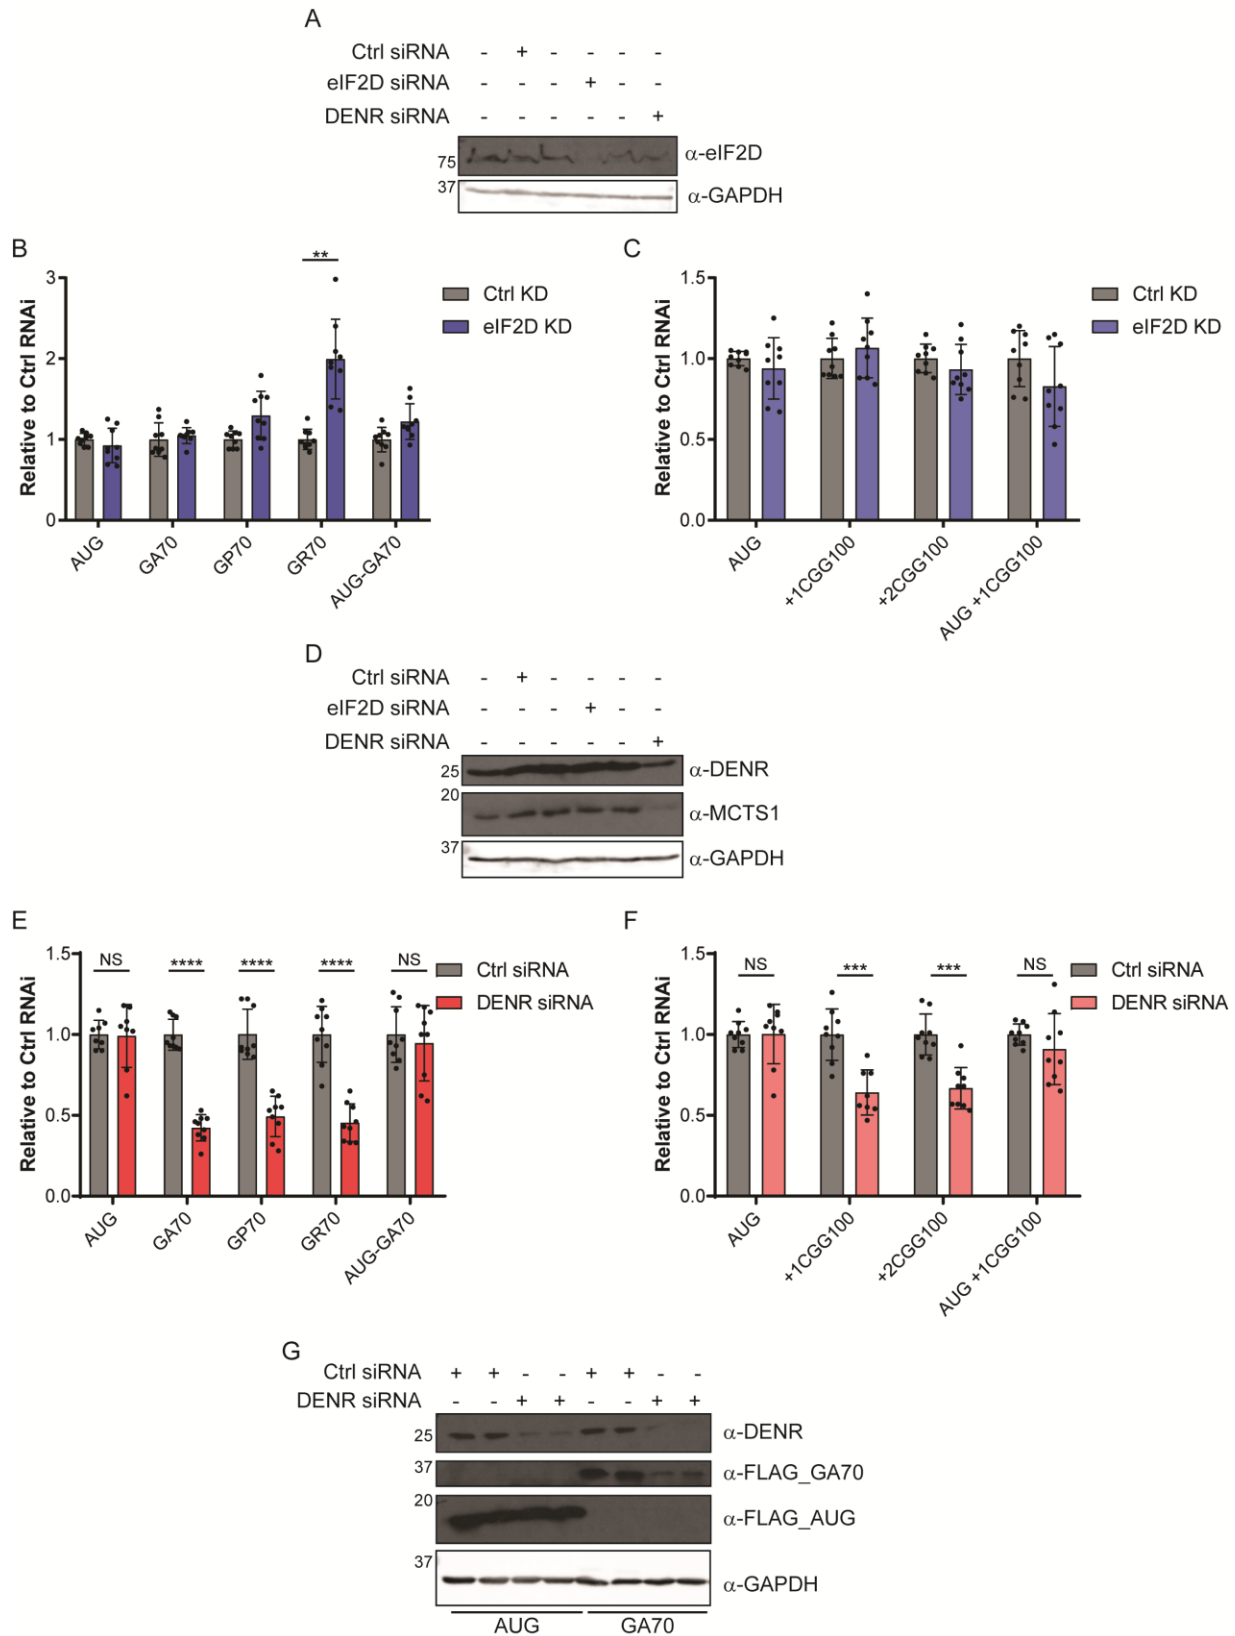 A
Ctrl siRNA - + - - - -
eIF2D siRNA - - - + - -
DENR siRNA - - - - - +
75 α-eIF2D
37 α-GAPDH
B
Relative to Ctrl RNAi
3
2
1
0
**
Ctrl KD
eIF2D KD
AUG
GA70
GP70
GR70
AUG-GA70
C
Relative to Ctrl RNAi
1.5
1.0
0.5
0.0
Ctrl KD
eIF2D KD
AUG
+1CGG100
+2CGG100
AUG +1CGG100
D
Ctrl siRNA - + - - - -
eIF2D siRNA - - - + - -
DENR siRNA - - - - - +
25 α-DENR
20 α-MCTS1
37 α-GAPDH
E
Relative to Ctrl RNAi
1.5
1.0
0.5
0.0
NS **** **** **** NS
Ctrl siRNA
DENR siRNA
AUG
GA70
GP70
GR70
AUG-GA70
F
Relative to Ctrl RNAi
1.5
1.0
0.5
0.0
NS *** *** NS
Ctrl siRNA
DENR siRNA
AUG
+1CGG100
+2CGG100
AUG +1CGG100
G
Ctrl siRNA + + - - + + - -
DENR siRNA - - + + - - + +
25 α-DENR
37 α-FLAG_GA70
20 α-FLAG_AUG
37 α-GAPDH
AUG GA70